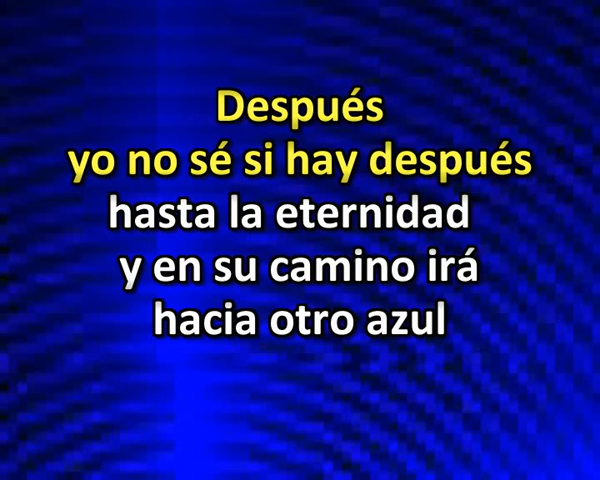 Después
yo no sé si hay después
hasta la eternidad
y en su camino irá
hacia otro azul